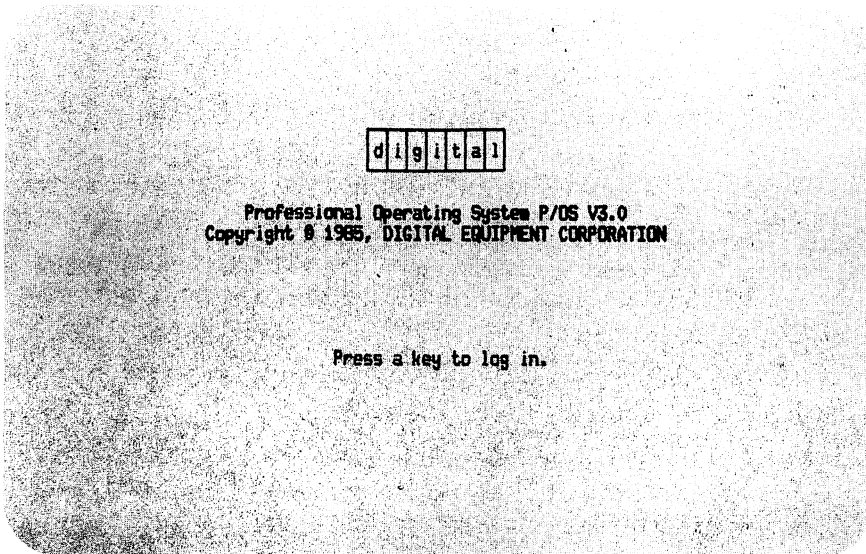 digital
Professional Operating System P/OS V3.0
Copyright © 1985, DIGITAL EQUIPMENT CORPORATION
Press a key to log in.